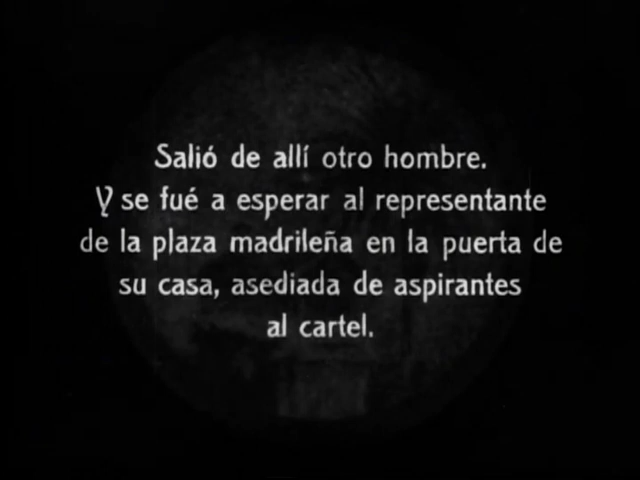 Salió de allí otro hombre.
Y se fué a esperar al representante
de la plaza madrileña en la puerta de
su casa, asediada de aspirantes
al cartel.